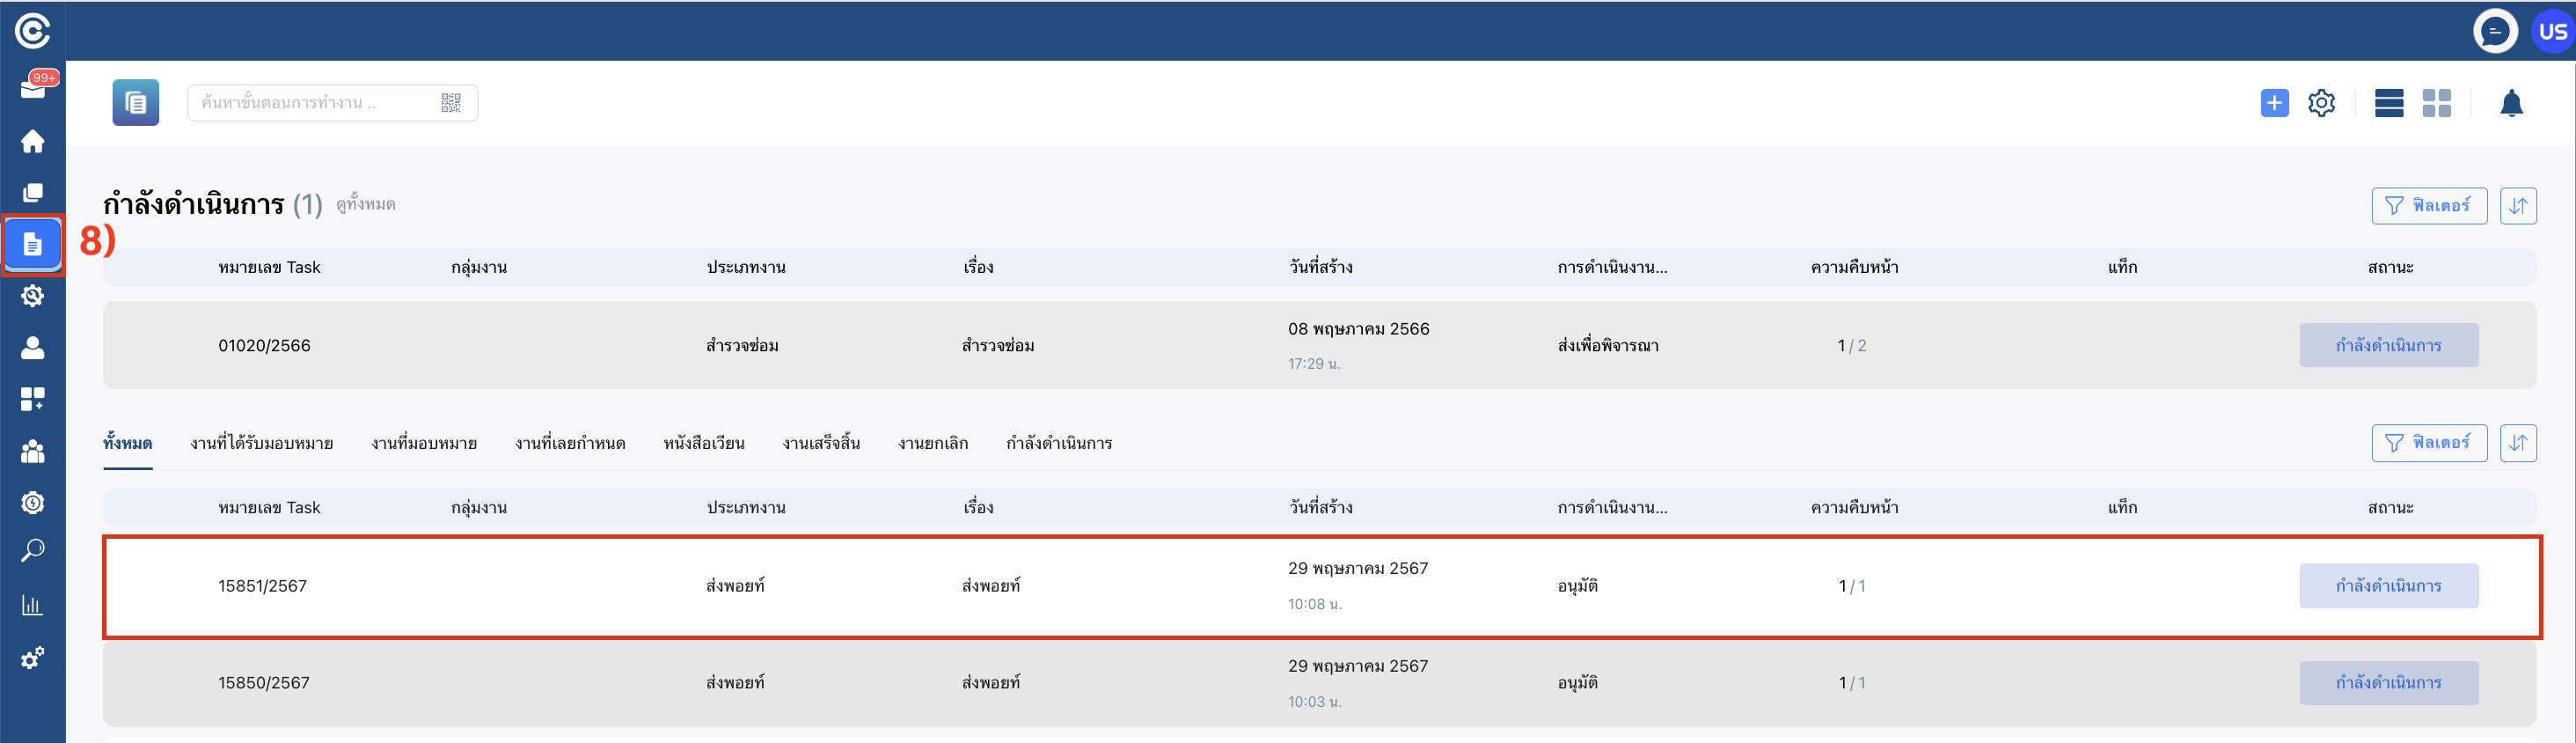 US
99+
ค้นหาขั้นตอนการทำงาน ..
8)
กำลังดำเนินการ (1) ดูทั้งหมด
ฟิลเตอร์
หมายเลข Task กลุ่มงาน ประเภทงาน เรื่อง วันที่สร้าง การดำเนินงาน... ความคืบหน้า แท็ก สถานะ
01020/2566 สำรวจซ่อม สำรวจซ่อม 08 พฤษภาคม 2566 ส่งเพื่อพิจารณา 1 / 2 กำลังดำเนินการ
17:29 น.
ทั้งหมด งานที่ได้รับมอบหมาย งานที่มอบหมาย งานที่เลยกำหนด หนังสือเวียน งานเสร็จสิ้น งานยกเลิก กำลังดำเนินการ ฟิลเตอร์
หมายเลข Task กลุ่มงาน ประเภทงาน เรื่อง วันที่สร้าง การดำเนินงาน... ความคืบหน้า แท็ก สถานะ
15851/2567 ส่งพอยท์ ส่งพอยท์ 29 พฤษภาคม 2567 อนุมัติ 1 / 1 กำลังดำเนินการ
10:08 น.
15850/2567 ส่งพอยท์ ส่งพอยท์ 29 พฤษภาคม 2567 อนุมัติ 1 / 1 กำลังดำเนินการ
10:03 น.